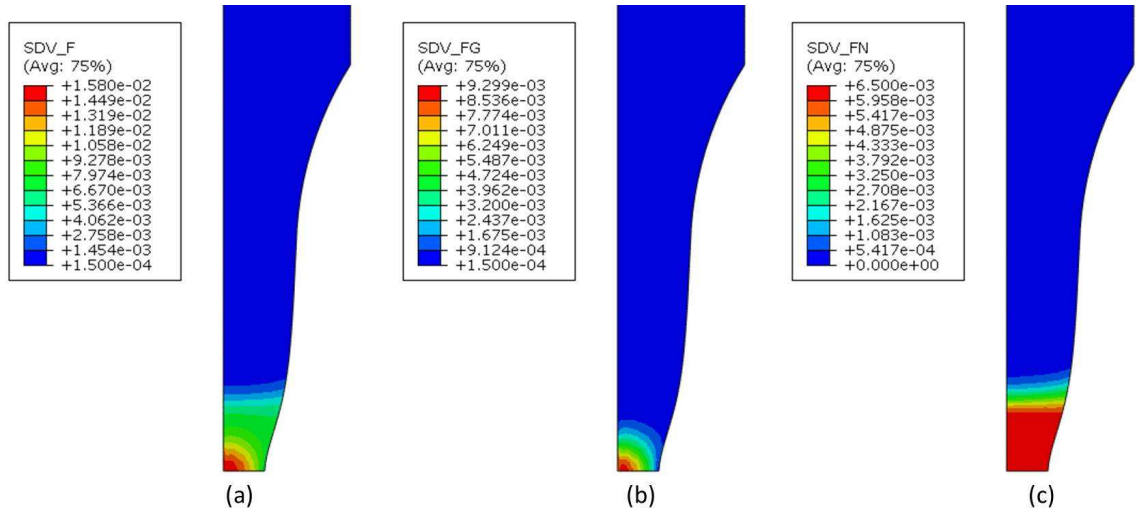 SDV_F
(Avg: 75%)
+1.580e-02
+1.449e-02
+1.319e-02
+1.189e-02
+1.058e-02
+9.278e-03
+7.974e-03
+6.670e-03
+5.366e-03
+4.062e-03
+2.758e-03
+1.454e-03
+1.500e-04
(a)
SDV_FG
(Avg: 75%)
+9.299e-03
+8.536e-03
+7.774e-03
+7.011e-03
+6.249e-03
+5.487e-03
+4.724e-03
+3.962e-03
+3.200e-03
+2.437e-03
+1.675e-03
+9.124e-04
+1.500e-04
(b)
SDV_FN
(Avg: 75%)
+6.500e-03
+5.958e-03
+5.417e-03
+4.875e-03
+4.333e-03
+3.792e-03
+3.250e-03
+2.708e-03
+2.167e-03
+1.625e-03
+1.083e-03
+5.417e-04
+0.000e+00
(c)